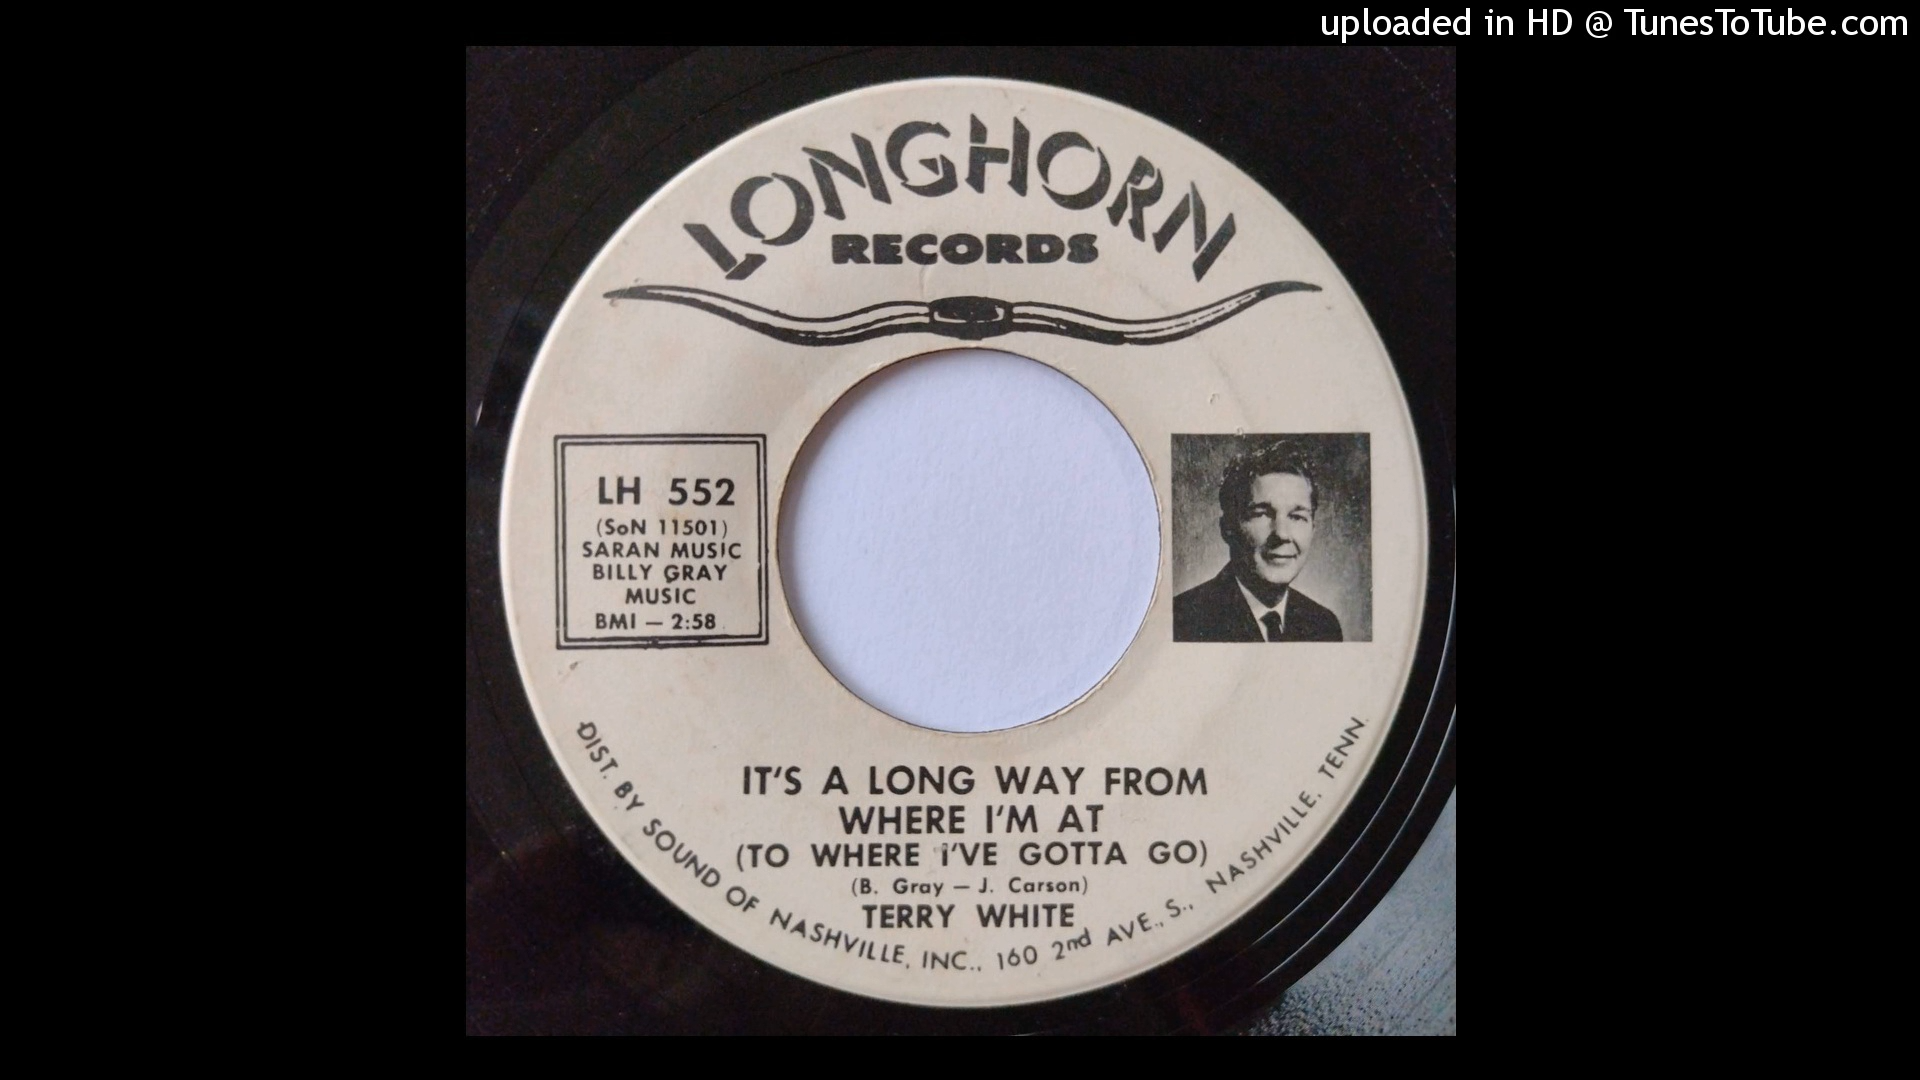 uploaded in HD @ TunesToTube.com
LONGHORN
RECORDS
LH 552
(SoN 11501)
SARAN MUSIC
BILLY GRAY
MUSIC
BMI — 2:58
IT'S A LONG WAY FROM
WHERE I'M AT
(TO WHERE I'VE GOTTA GO)
(B. Gray — J. Carson)
TERRY WHITE
DIST. BY SOUND OF NASHVILLE, INC., 160 2nd AVE., S., NASHVILLE, TENN.